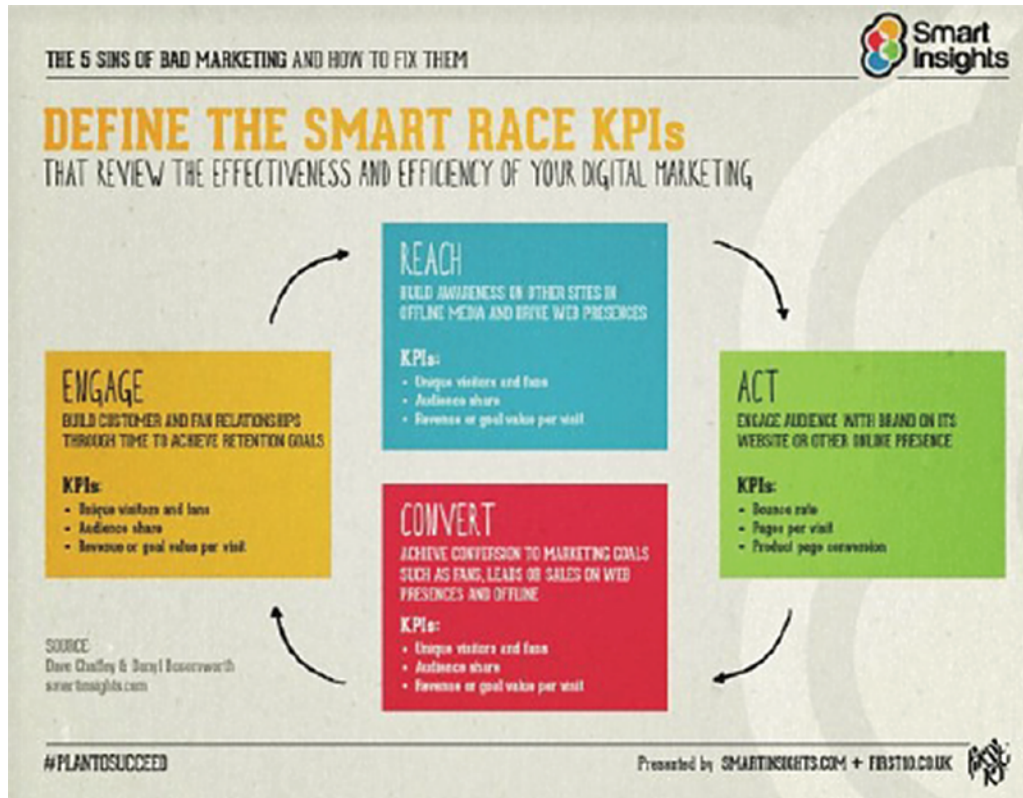 THE 5 SINS OF BAD MARKETING AND HOW TO FIX THEM
Smart
Insights
DEFINE THE SMART RACE KPIs
THAT REVIEW THE EFFECTIVENESS AND EFFICIENCY OF YOUR DIGITAL MARKETING
REACH
BUILD AWARENESS ON OTHER SITES IN
OFFLINE MEDIA AND DRIVE WEB PRESENCES
KPIs:
• Unique visitors and fans
• Audience share
• Revenue or goal value per visit
ACT
ENGAGE AUDIENCE WITH BRAND ON ITS
WEBSITE OR OTHER ONLINE PRESENCE
KPIs:
• Bounce rate
• Pages per visit
• Product page conversion
CONVERT
ACHIEVE CONVERSION TO MARKETING GOALS
SUCH AS FANS, LEADS OR SALES ON WEB
PRESENCES AND OFFLINE
KPIs:
• Unique visitors and fans
• Audience share
• Revenue or goal value per visit
ENGAGE
BUILD CUSTOMER AND FAN RELATIONSHIPS
THROUGH TIME TO ACHIEVE RETENTION GOALS
KPIs:
• Unique visitors and fans
• Audience share
• Revenue or goal value per visit
SOURCE:
Dave Chaffey &
smartinsights.com
#PLANTOSUCCEED
Presented by SMARTINSIGHTS.COM + FIRST10.CO.UK